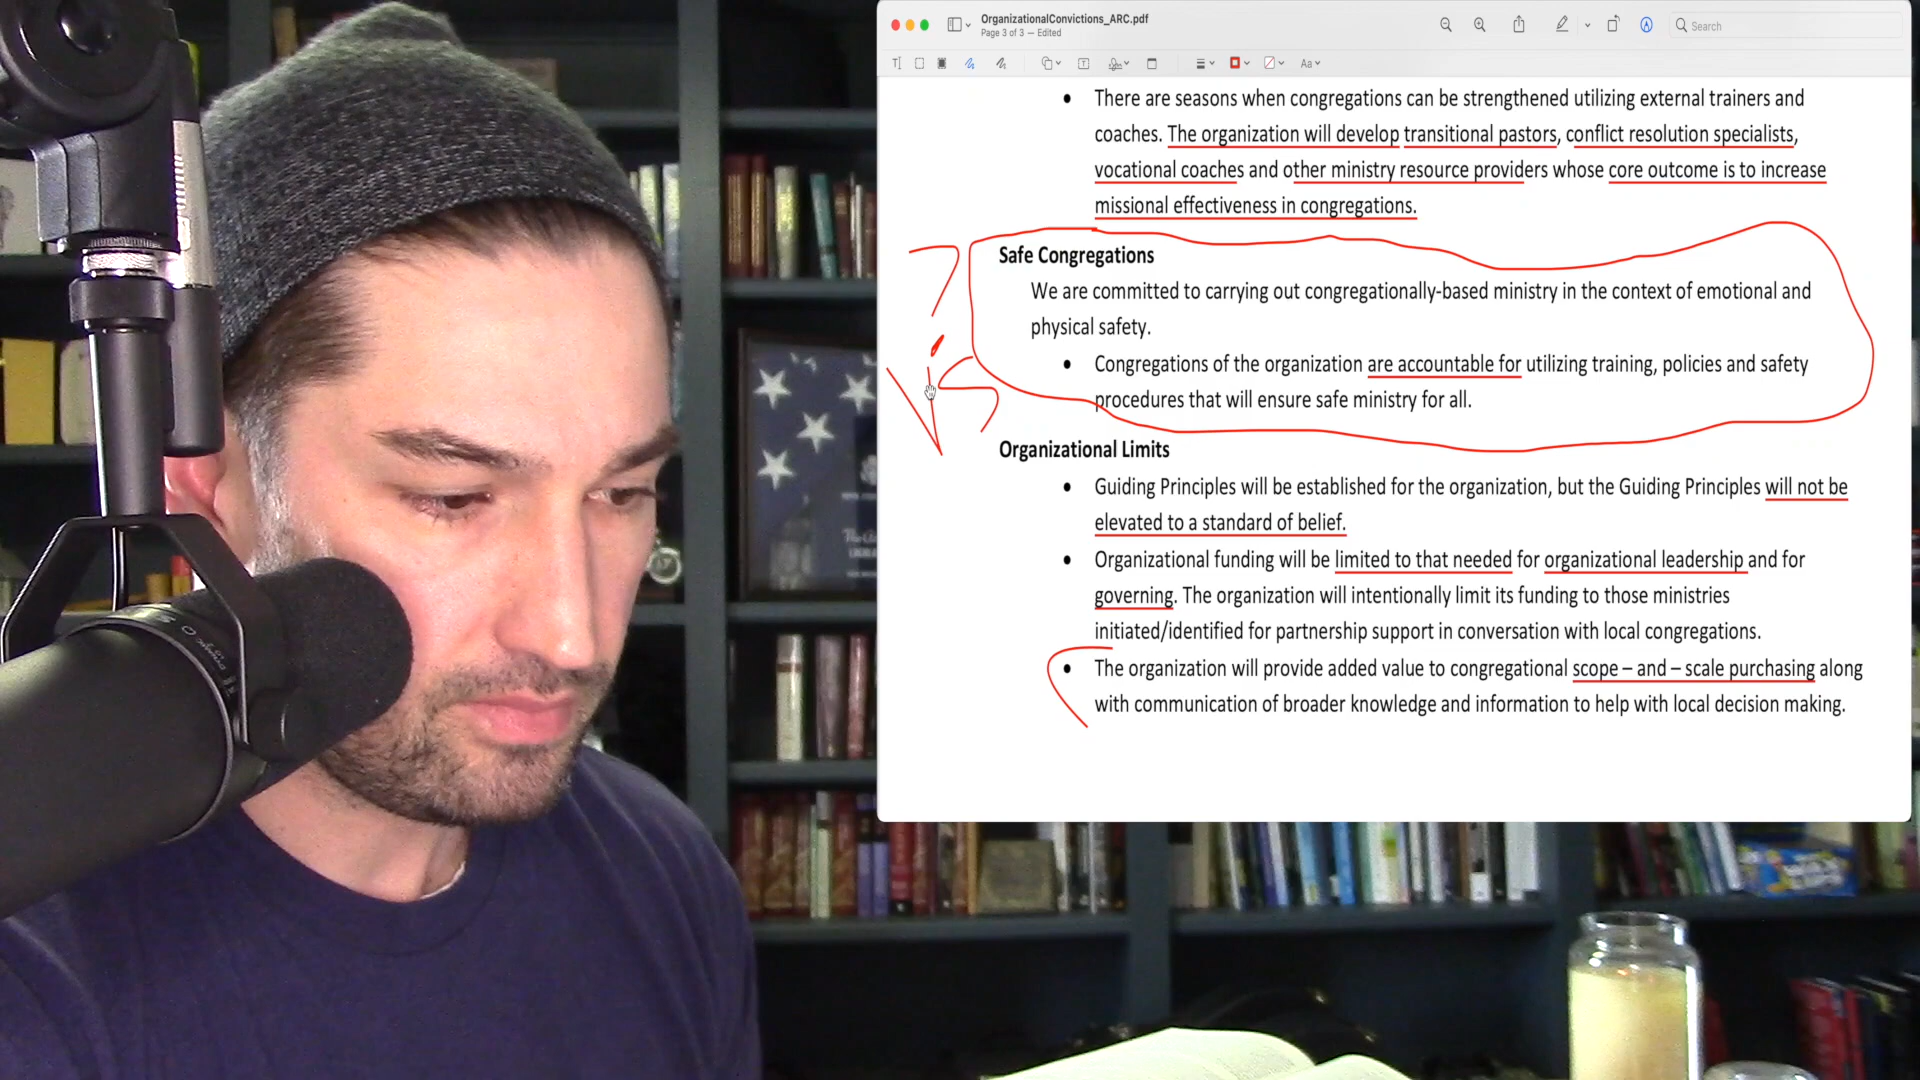 OrganizationalConvictions_ARC.pdf
Page 3 of 3 — Edited
Search
Aa
• There are seasons when congregations can be strengthened utilizing external trainers and
coaches. The organization will develop transitional pastors, conflict resolution specialists,
vocational coaches and other ministry resource providers whose core outcome is to increase
missional effectiveness in congregations.
Safe Congregations
We are committed to carrying out congregationally-based ministry in the context of emotional and
physical safety.
• Congregations of the organization are accountable for utilizing training, policies and safety
procedures that will ensure safe ministry for all.
Organizational Limits
• Guiding Principles will be established for the organization, but the Guiding Principles will not be
elevated to a standard of belief.
• Organizational funding will be limited to that needed for organizational leadership and for
governing. The organization will intentionally limit its funding to those ministries
initiated/identified for partnership support in conversation with local congregations.
• The organization will provide added value to congregational scope – and – scale purchasing along
with communication of broader knowledge and information to help with local decision making.